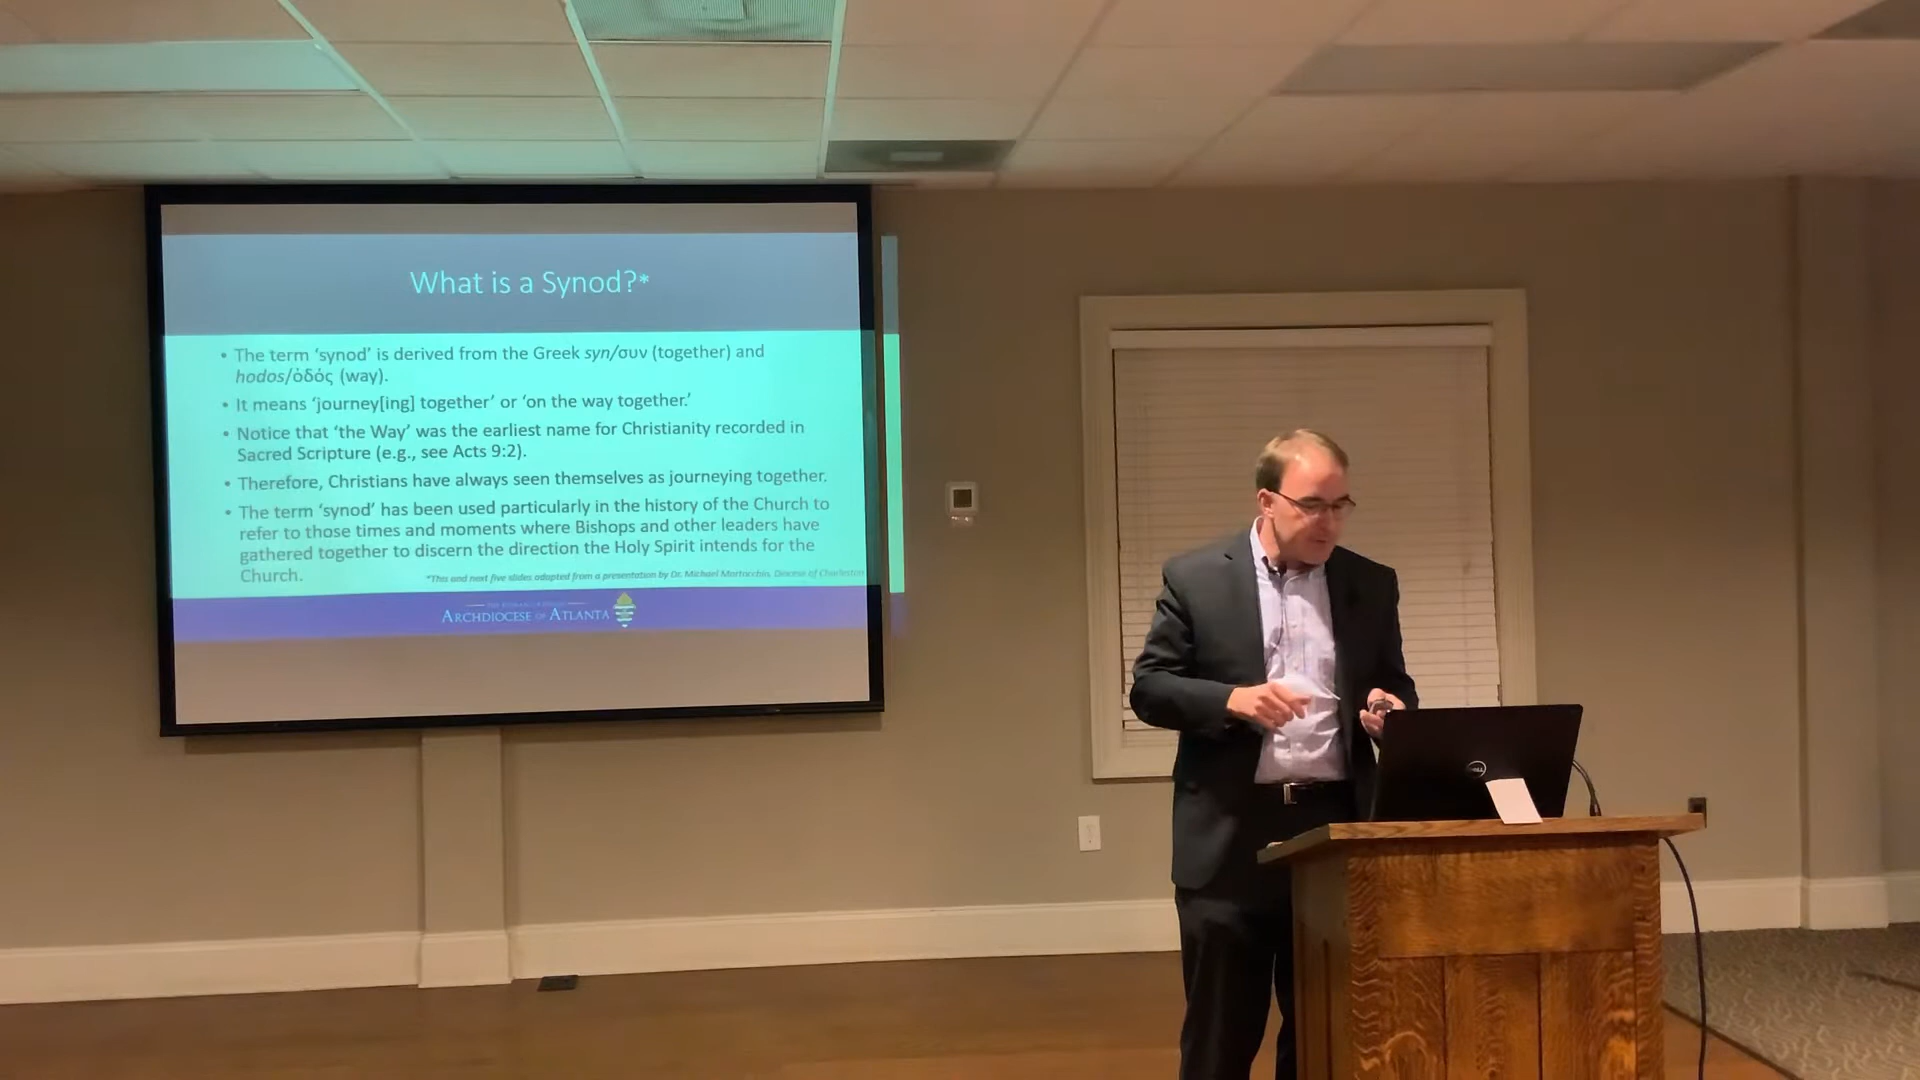 What is a Synod?*
• The term ‘synod’ is derived from the Greek syn/συν (together) and
hodos/ὁδός (way).
• It means ‘journey[ing] together’ or ‘on the way together.’
• Notice that ‘the Way’ was the earliest name for Christianity recorded in
Sacred Scripture (e.g., see Acts 9:2).
• Therefore, Christians have always seen themselves as journeying together.
• The term ‘synod’ has been used particularly in the history of the Church to
refer to those times and moments where Bishops and other leaders have
gathered together to discern the direction the Holy Spirit intends for the
Church.
*This and next five slides adapted from a presentation by Dr. Michael Martocchio, Diocese of Charleston
ARCHDIOCESE OF ATLANTA
DELL